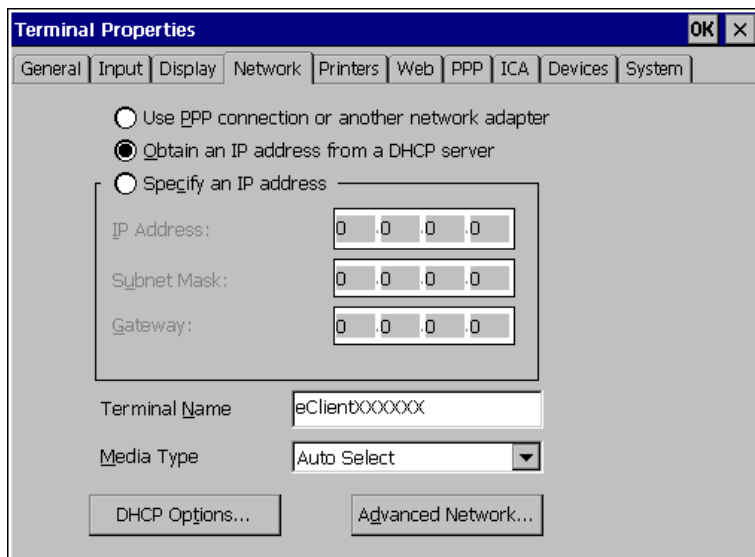 Terminal Properties OK ×
General Input Display Network Printers Web PPP ICA Devices System
Use PPP connection or another network adapter
Obtain an IP address from a DHCP server
Specify an IP address
IP Address: 0 .0 .0 .0
Subnet Mask: 0 .0 .0 .0
Gateway: 0 .0 .0 .0
Terminal Name eClientXXXXXX
Media Type Auto Select
DHCP Options... Advanced Network...